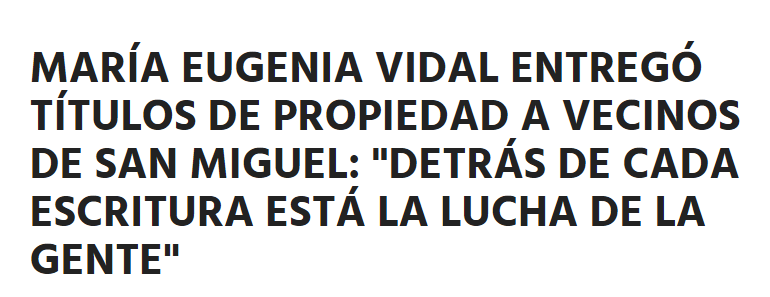 MARÍA EUGENIA VIDAL ENTREGÓ
TÍTULOS DE PROPIEDAD A VECINOS
DE SAN MIGUEL: "DETRÁS DE CADA
ESCRITURA ESTÁ LA LUCHA DE LA
GENTE"